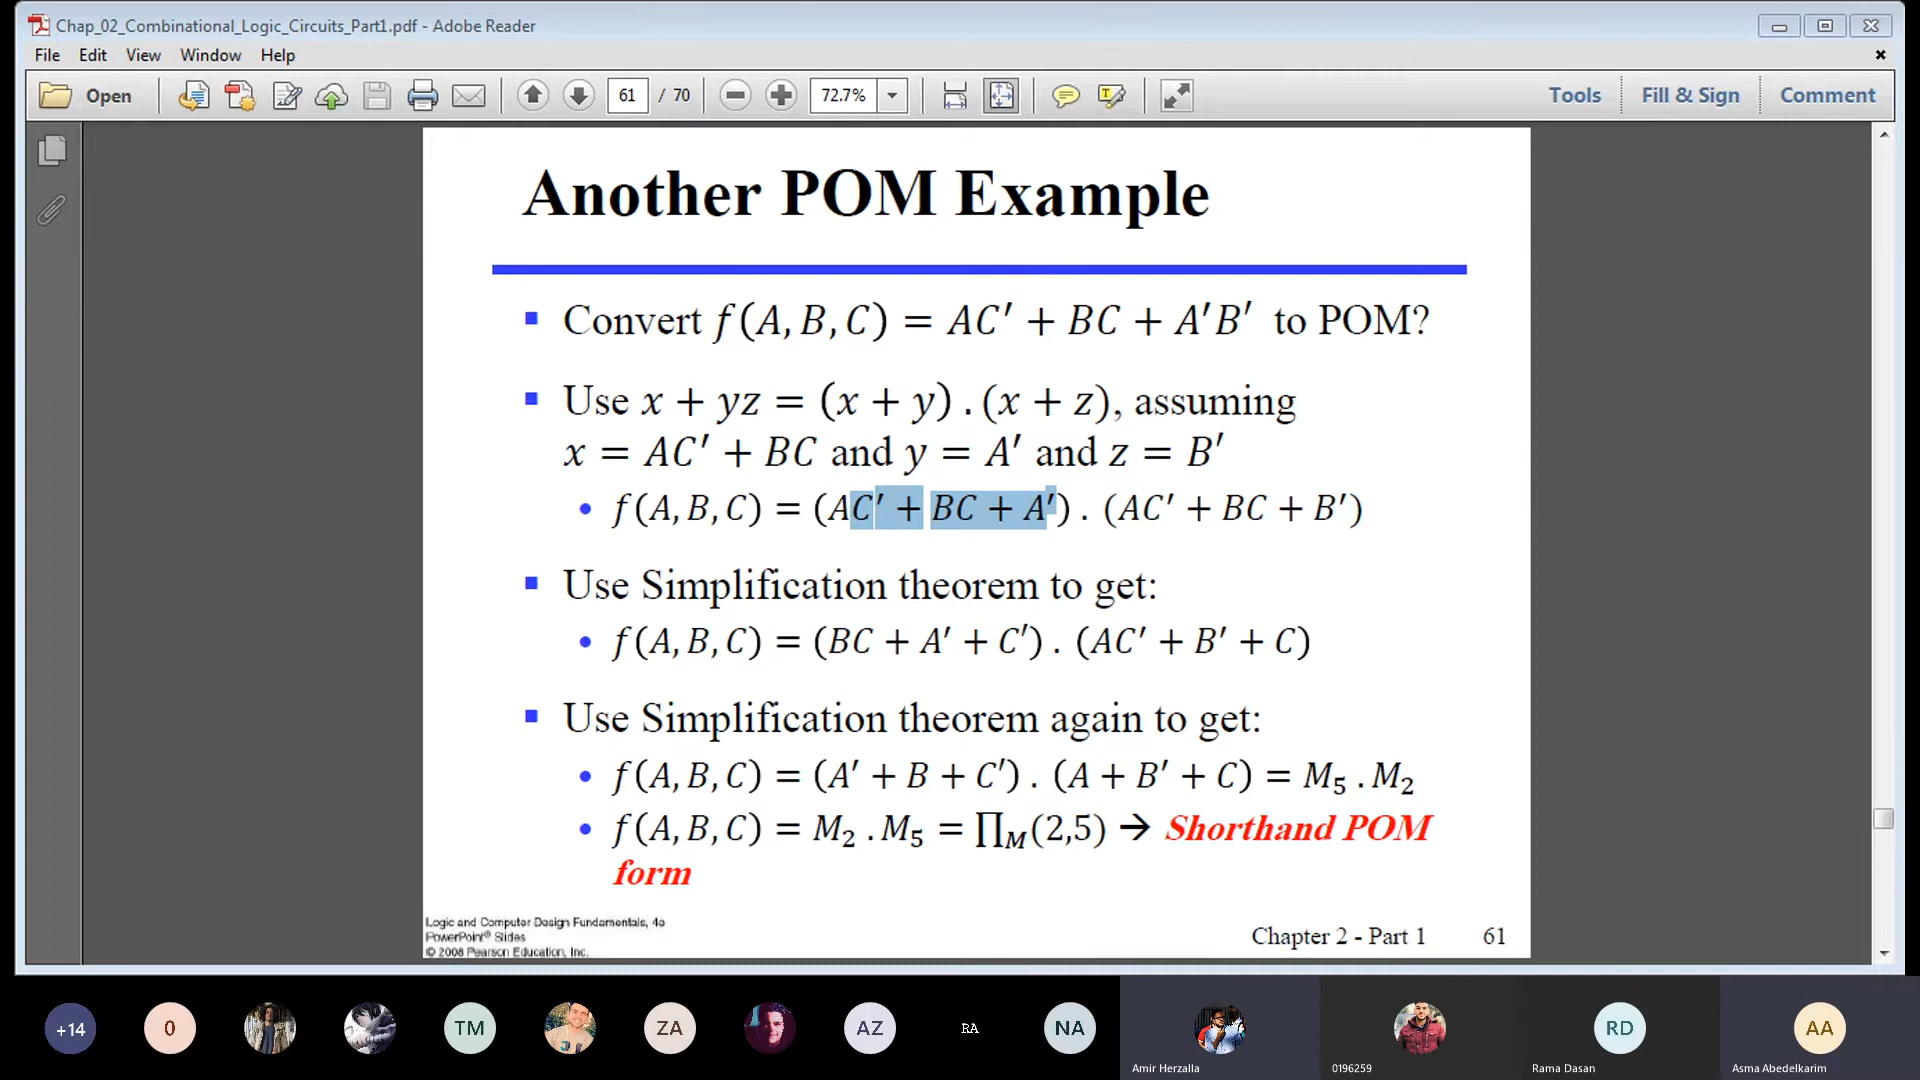 Chap_02_Combinational_Logic_Circuits_Part1.pdf - Adobe Reader
File Edit View Window Help
Open 61 / 70 72.7% Tools Fill & Sign Comment
Another POM Example
Convert f(A, B, C) = AC′ + BC + A′B′ to POM?
Use x + yz = (x + y) . (x + z), assuming
x = AC′ + BC and y = A′ and z = B′
f(A, B, C) = (AC′ + BC + A′) . (AC′ + BC + B′)
Use Simplification theorem to get:
f(A, B, C) = (BC + A′ + C′) . (AC′ + B′ + C)
Use Simplification theorem again to get:
f(A, B, C) = (A′ + B + C′) . (A + B′ + C) = M₅ . M₂
f(A, B, C) = M₂ . M₅ = ∏M(2,5) → Shorthand POM
form
Logic and Computer Design Fundamentals, 4e
PowerPoint® Slides
© 2008 Pearson Education, Inc.
Chapter 2 - Part 1 61
+14 0 TM ZA AZ RA NA RD AA
Amir Herzalla 0196259 Rama Dasan Asma Abedelkarim